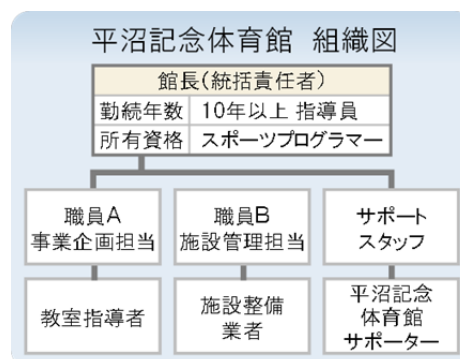 平沼記念体育館 組織図
館長(統括責任者)
勤続年数 10年以上 指導員
所有資格 スポーツプログラマー
職員A
事業企画担当
職員B
施設管理担当
サポート
スタッフ
教室指導者
施設整備
業者
平沼記念
体育館
サポーター